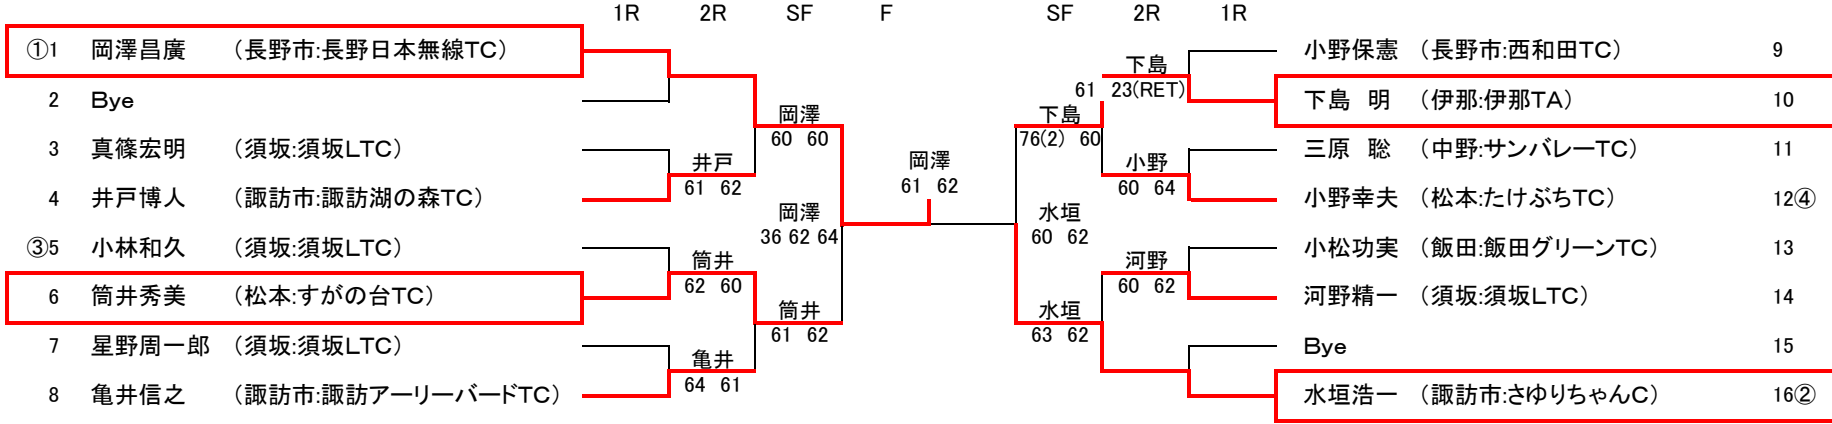 1R 2R SF F SF 2R 1R
①1 岡澤昌廣 （長野市:長野日本無線TC） 小野保憲 （長野市:西和田TC） 9
下島
61 23(RET)
2 Bye 下島 明 （伊那:伊那TA） 10
岡澤 下島
60 60 76(2) 60
3 真篠宏明 （須坂:須坂LTC） 三原 聡 （中野:サンバレーTC） 11
井戸 岡澤 小野
61 62 61 62 60 64
4 井戸博人 （諏訪市:諏訪湖の森TC） 小野幸夫 （松本:たけぶちTC） 12④
岡澤 水垣
36 62 64 60 62
③5 小林和久 （須坂:須坂LTC） 小松功実 （飯田:飯田グリーンTC） 13
筒井 河野
62 60 60 62
6 筒井秀美 （松本:すがの台TC） 河野精一 （須坂:須坂LTC） 14
筒井 水垣
61 62 63 62
7 星野周一郎 （須坂:須坂LTC） Bye 15
亀井
64 61
8 亀井信之 （諏訪市:諏訪アーリーバードTC） 水垣浩一 （諏訪市:さゆりちゃんC） 16②